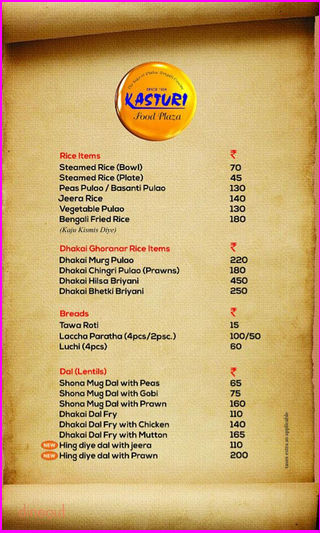 SINCE 1994
KASTURI
Food Plaza
Rice Items ₹
Steamed Rice (Bowl) 70
Steamed Rice (Plate) 45
Peas Pulao / Basanti Pulao 130
Jeera Rice 140
Vegetable Pulao 130
Bengali Fried Rice 180
(Kaju Kismis Diye)
Dhakai Ghoranar Rice Items ₹
Dhakai Murg Pulao 220
Dhakai Chingri Pulao (Prawns) 180
Dhakai Hilsa Briyani 450
Dhakai Bhetki Briyani 250
Breads ₹
Tawa Roti 15
Laccha Paratha (4pcs/2psc.) 100/50
Luchi (4pcs) 60
Dal (Lentils) ₹
Shona Mug Dal with Peas 65
Shona Mug Dal with Gobi 75
Shona Mug Dal with Prawn 160
Dhakai Dal Fry 110
Dhakai Dal Fry with Chicken 140
Dhakai Dal Fry with Mutton 165
NEW Hing diye dal with jeera 110
NEW Hing diye dal with Prawn 200
taxes extra as applicable